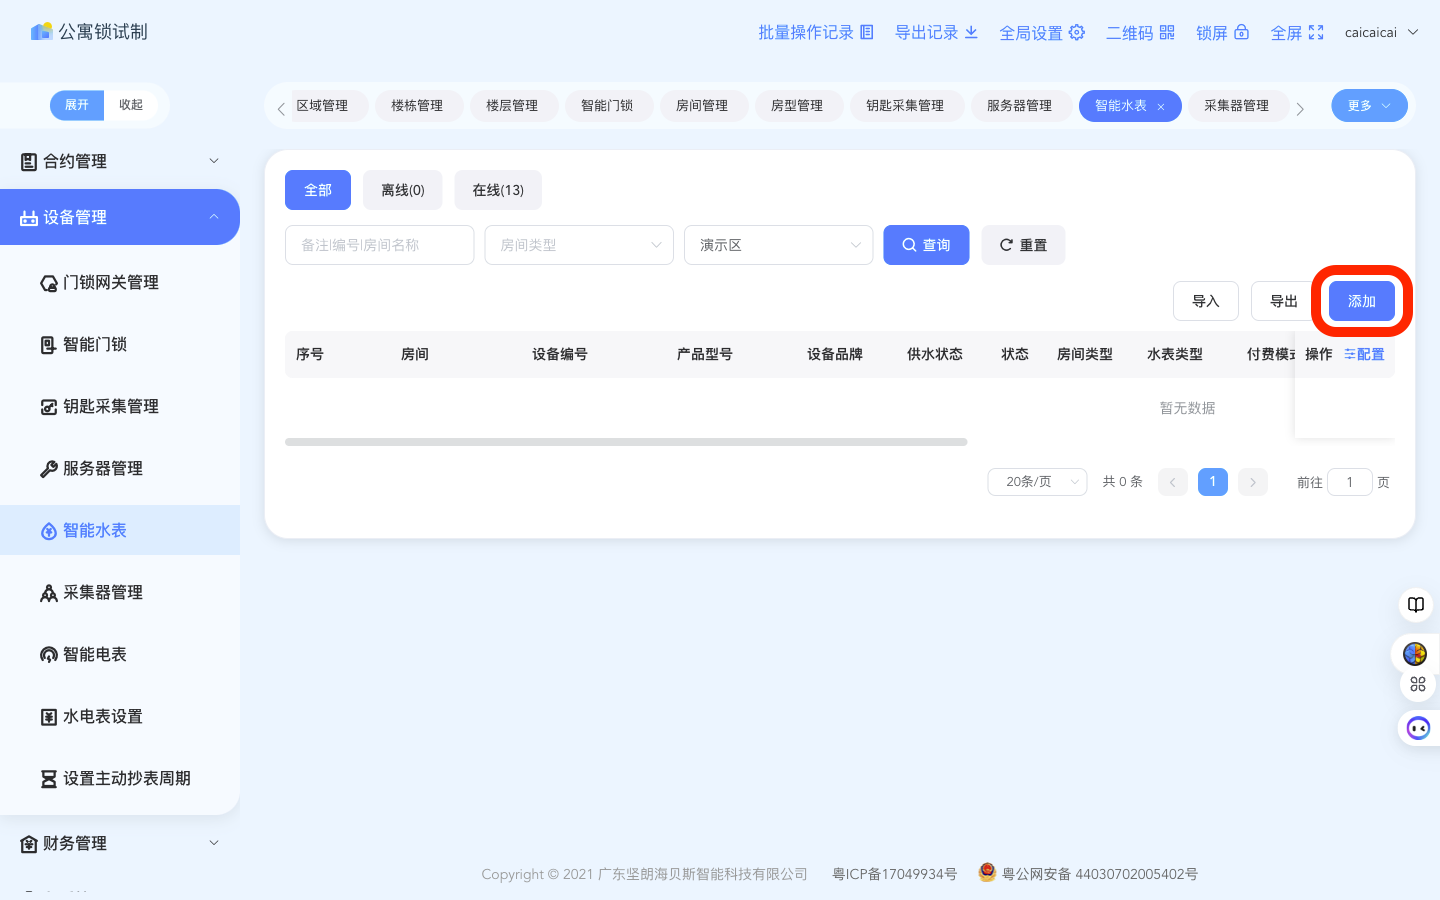 公寓锁试制
批量操作记录 导出记录 全局设置 二维码 锁屏 全屏 caicaicai
展开 收起
区域管理 楼栋管理 楼层管理 智能门锁 房间管理 房型管理 钥匙采集管理 服务器管理 智能水表 采集器管理 更多
合约管理
设备管理
门锁网关管理
智能门锁
钥匙采集管理
服务器管理
智能水表
采集器管理
智能电表
水电表设置
设置主动抄表周期
财务管理
全部 离线(0) 在线(13)
备注|编号|房间名称 房间类型 演示区 查询 重置
导入 导出 添加
序号 房间 设备编号 产品型号 设备品牌 供水状态 状态 房间类型 水表类型 付费模式 操作 配置
暂无数据
20条/页 共 0 条 1 前往 1 页
Copyright © 2021 广东坚朗海贝斯智能科技有限公司 粤ICP备17049934号 粤公网安备 44030702005402号